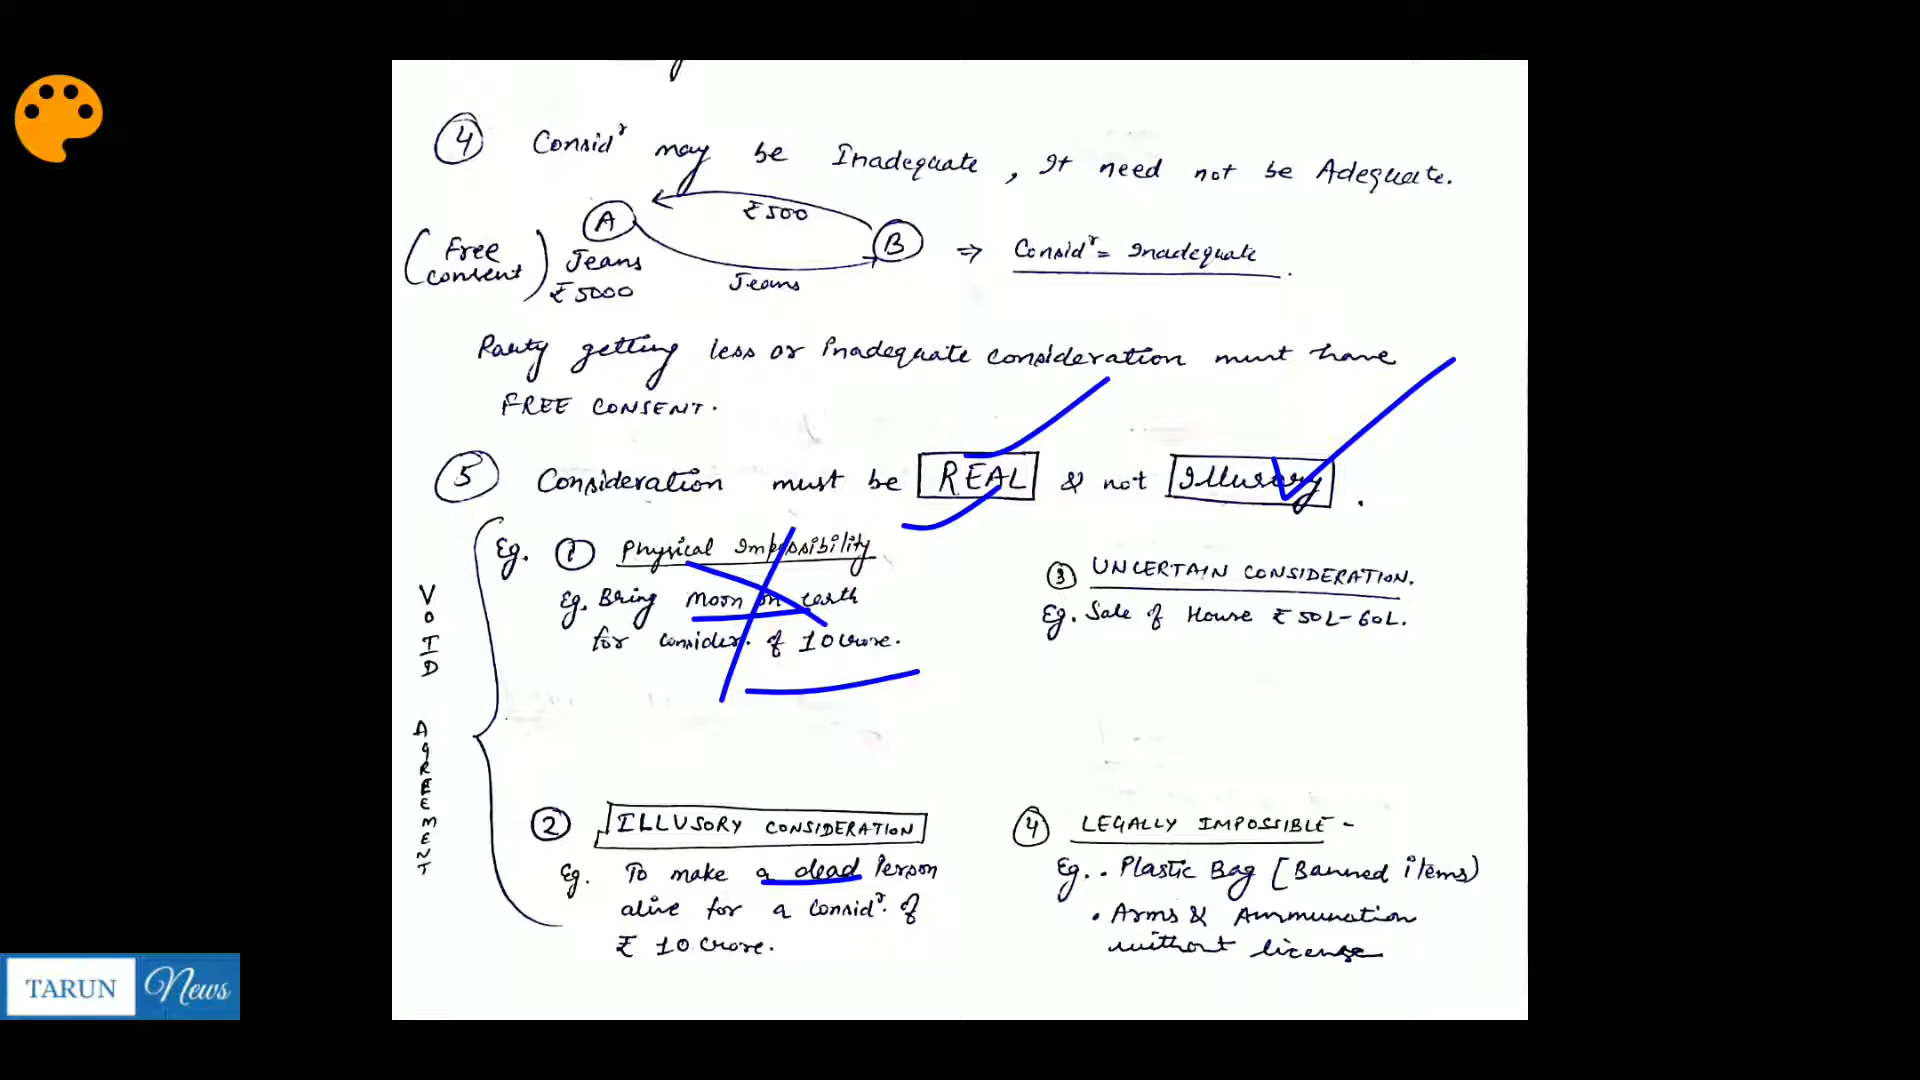 ④ Considʳ may be Inadequate, It need not be Adequate.
₹500
A
B
⇒ Considʳ = Inadequate.
(Free consent)
Jeans
₹5000
Jeans
Party getting less or Inadequate consideration must have
FREE CONSENT.
⑤ Consideration must be REAL & not Illusory.
VOID AGREEMENT
Eg. ① Physical Impossibility
Eg. Bring Moon on earth
for consider. of 10 crore.
③ UNCERTAIN CONSIDERATION.
Eg. Sale of House ₹50L-60L.
② ILLUSORY CONSIDERATION
Eg. To make a dead Person
alive for a Considʳ. of
₹ 10 Crore.
④ LEGALLY IMPOSSIBLE -
Eg. • Plastic Bag [Banned items)
• Arms & Ammunation
without license
TARUN News